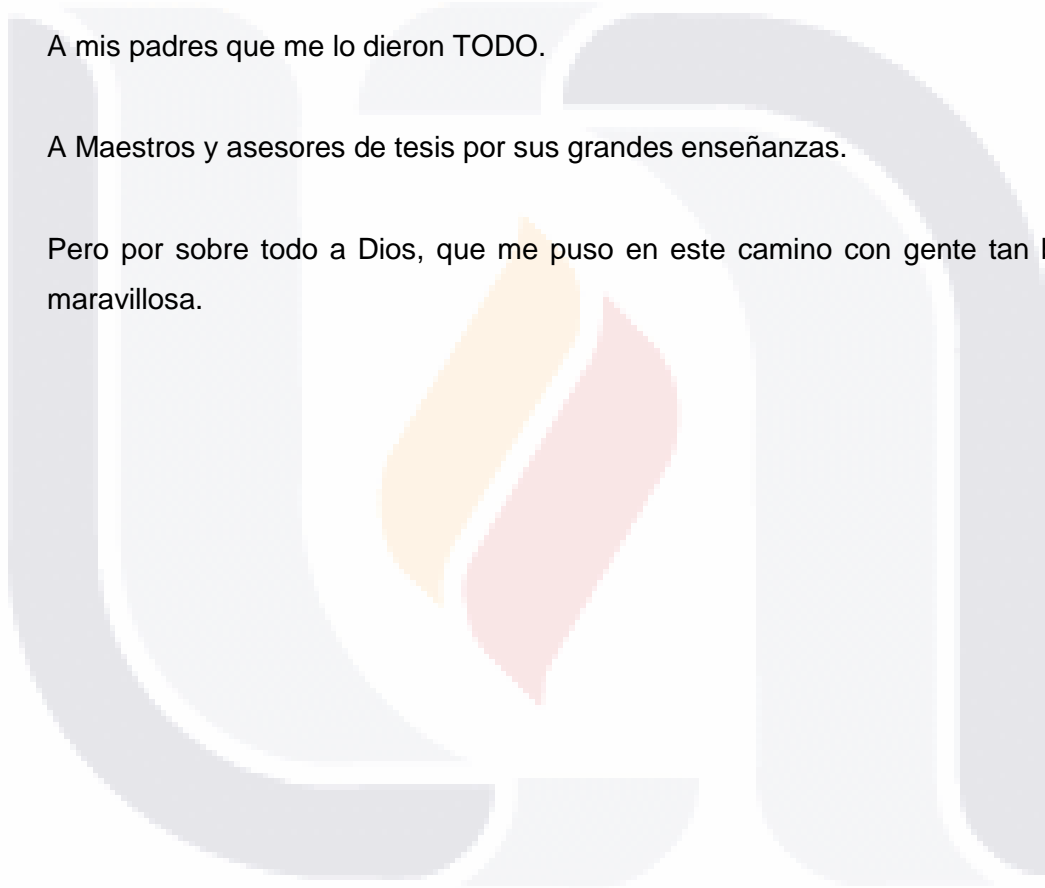 A mis padres que me lo dieron TODO.
A Maestros y asesores de tesis por sus grandes enseñanzas.
Pero por sobre todo a Dios, que me puso en este camino con gente tan
maravillosa.